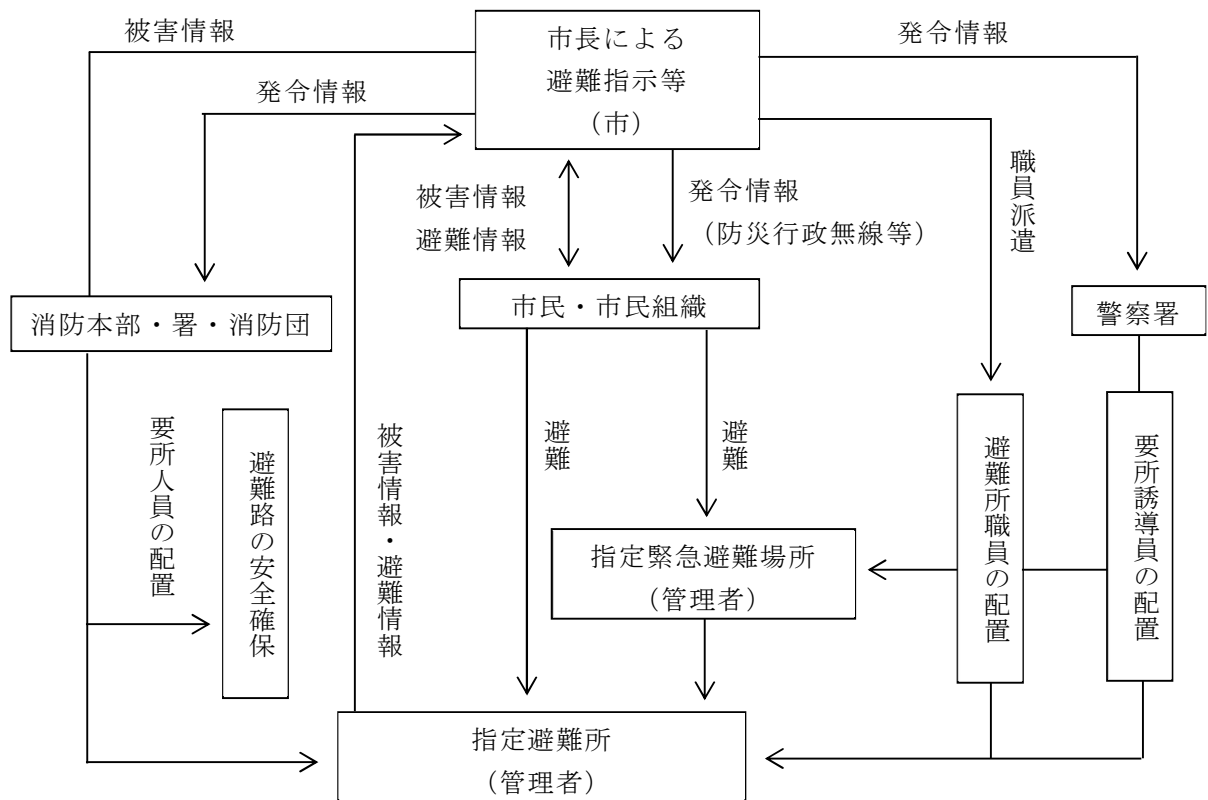 被害情報
市長による
避難指示等
（市）
発令情報
発令情報
職員派遣
被害情報
避難情報
発令情報
（防災行政無線等）
消防本部・署・消防団
市民・市民組織
警察署
要所人員の配置
避難路の安全確保
被害情報・避難情報
避難
避難
避難所職員の配置
要所誘導員の配置
指定緊急避難場所
（管理者）
指定避難所
（管理者）